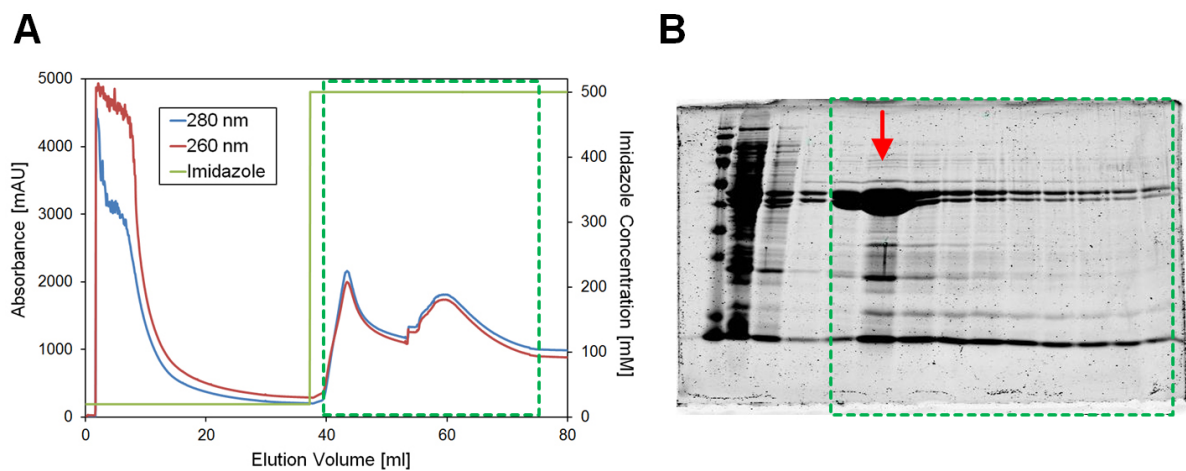 A
B
5000
4000
3000
2000
1000
0
Absorbance [mAU]
280 nm
260 nm
Imidazole
500
400
300
200
100
0
Imidazole Concentration [mM]
0
20
40
60
80
Elution Volume [ml]